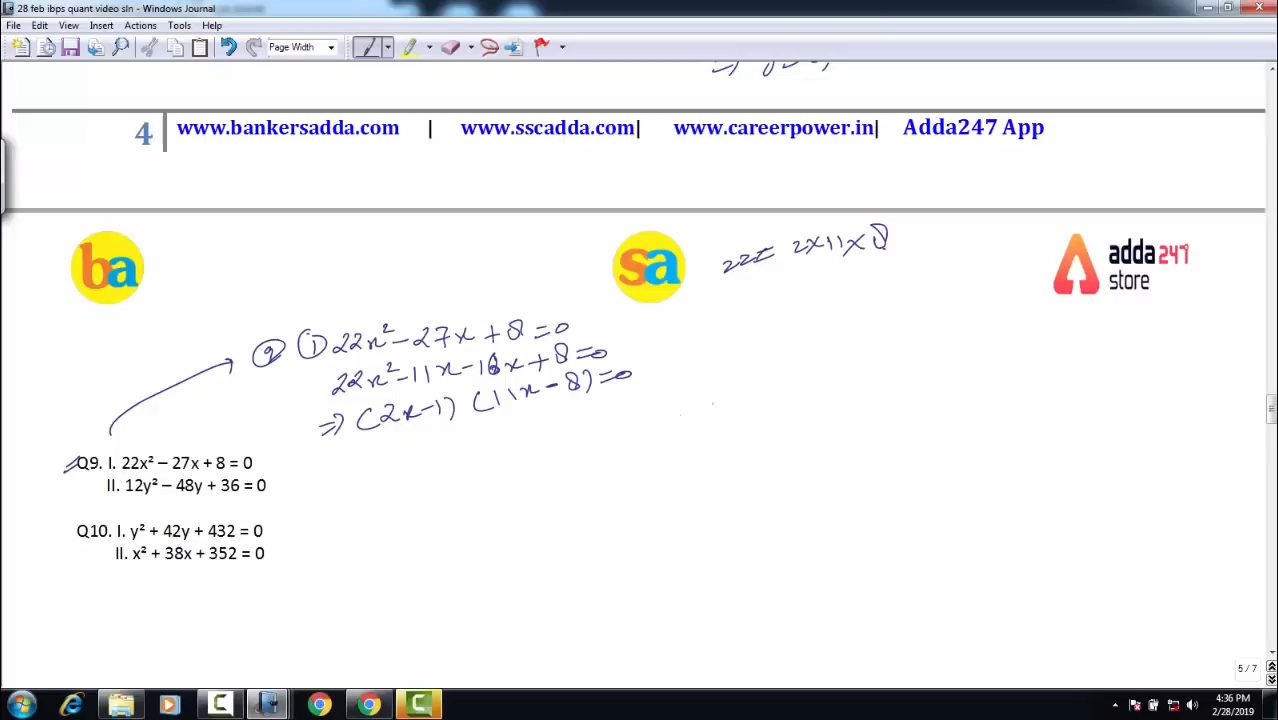 28 feb ibps quant video sln - Windows Journal
File Edit View Insert Actions Tools Help
Page Width
4 | www.bankersadda.com | www.sscadda.com| www.careerpower.in| Adda247 App
ba
sa
2×11×8
adda 247
store
9 (i) 22x² – 27x + 8 = 0
22x² – 11x – 16x + 8 = 0
⇒ (2x – 1) (11x – 8) = 0
Q9. I. 22x² – 27x + 8 = 0
II. 12y² – 48y + 36 = 0
Q10. I. y² + 42y + 432 = 0
II. x² + 38x + 352 = 0
5 / 7
4:36 PM
2/28/2019